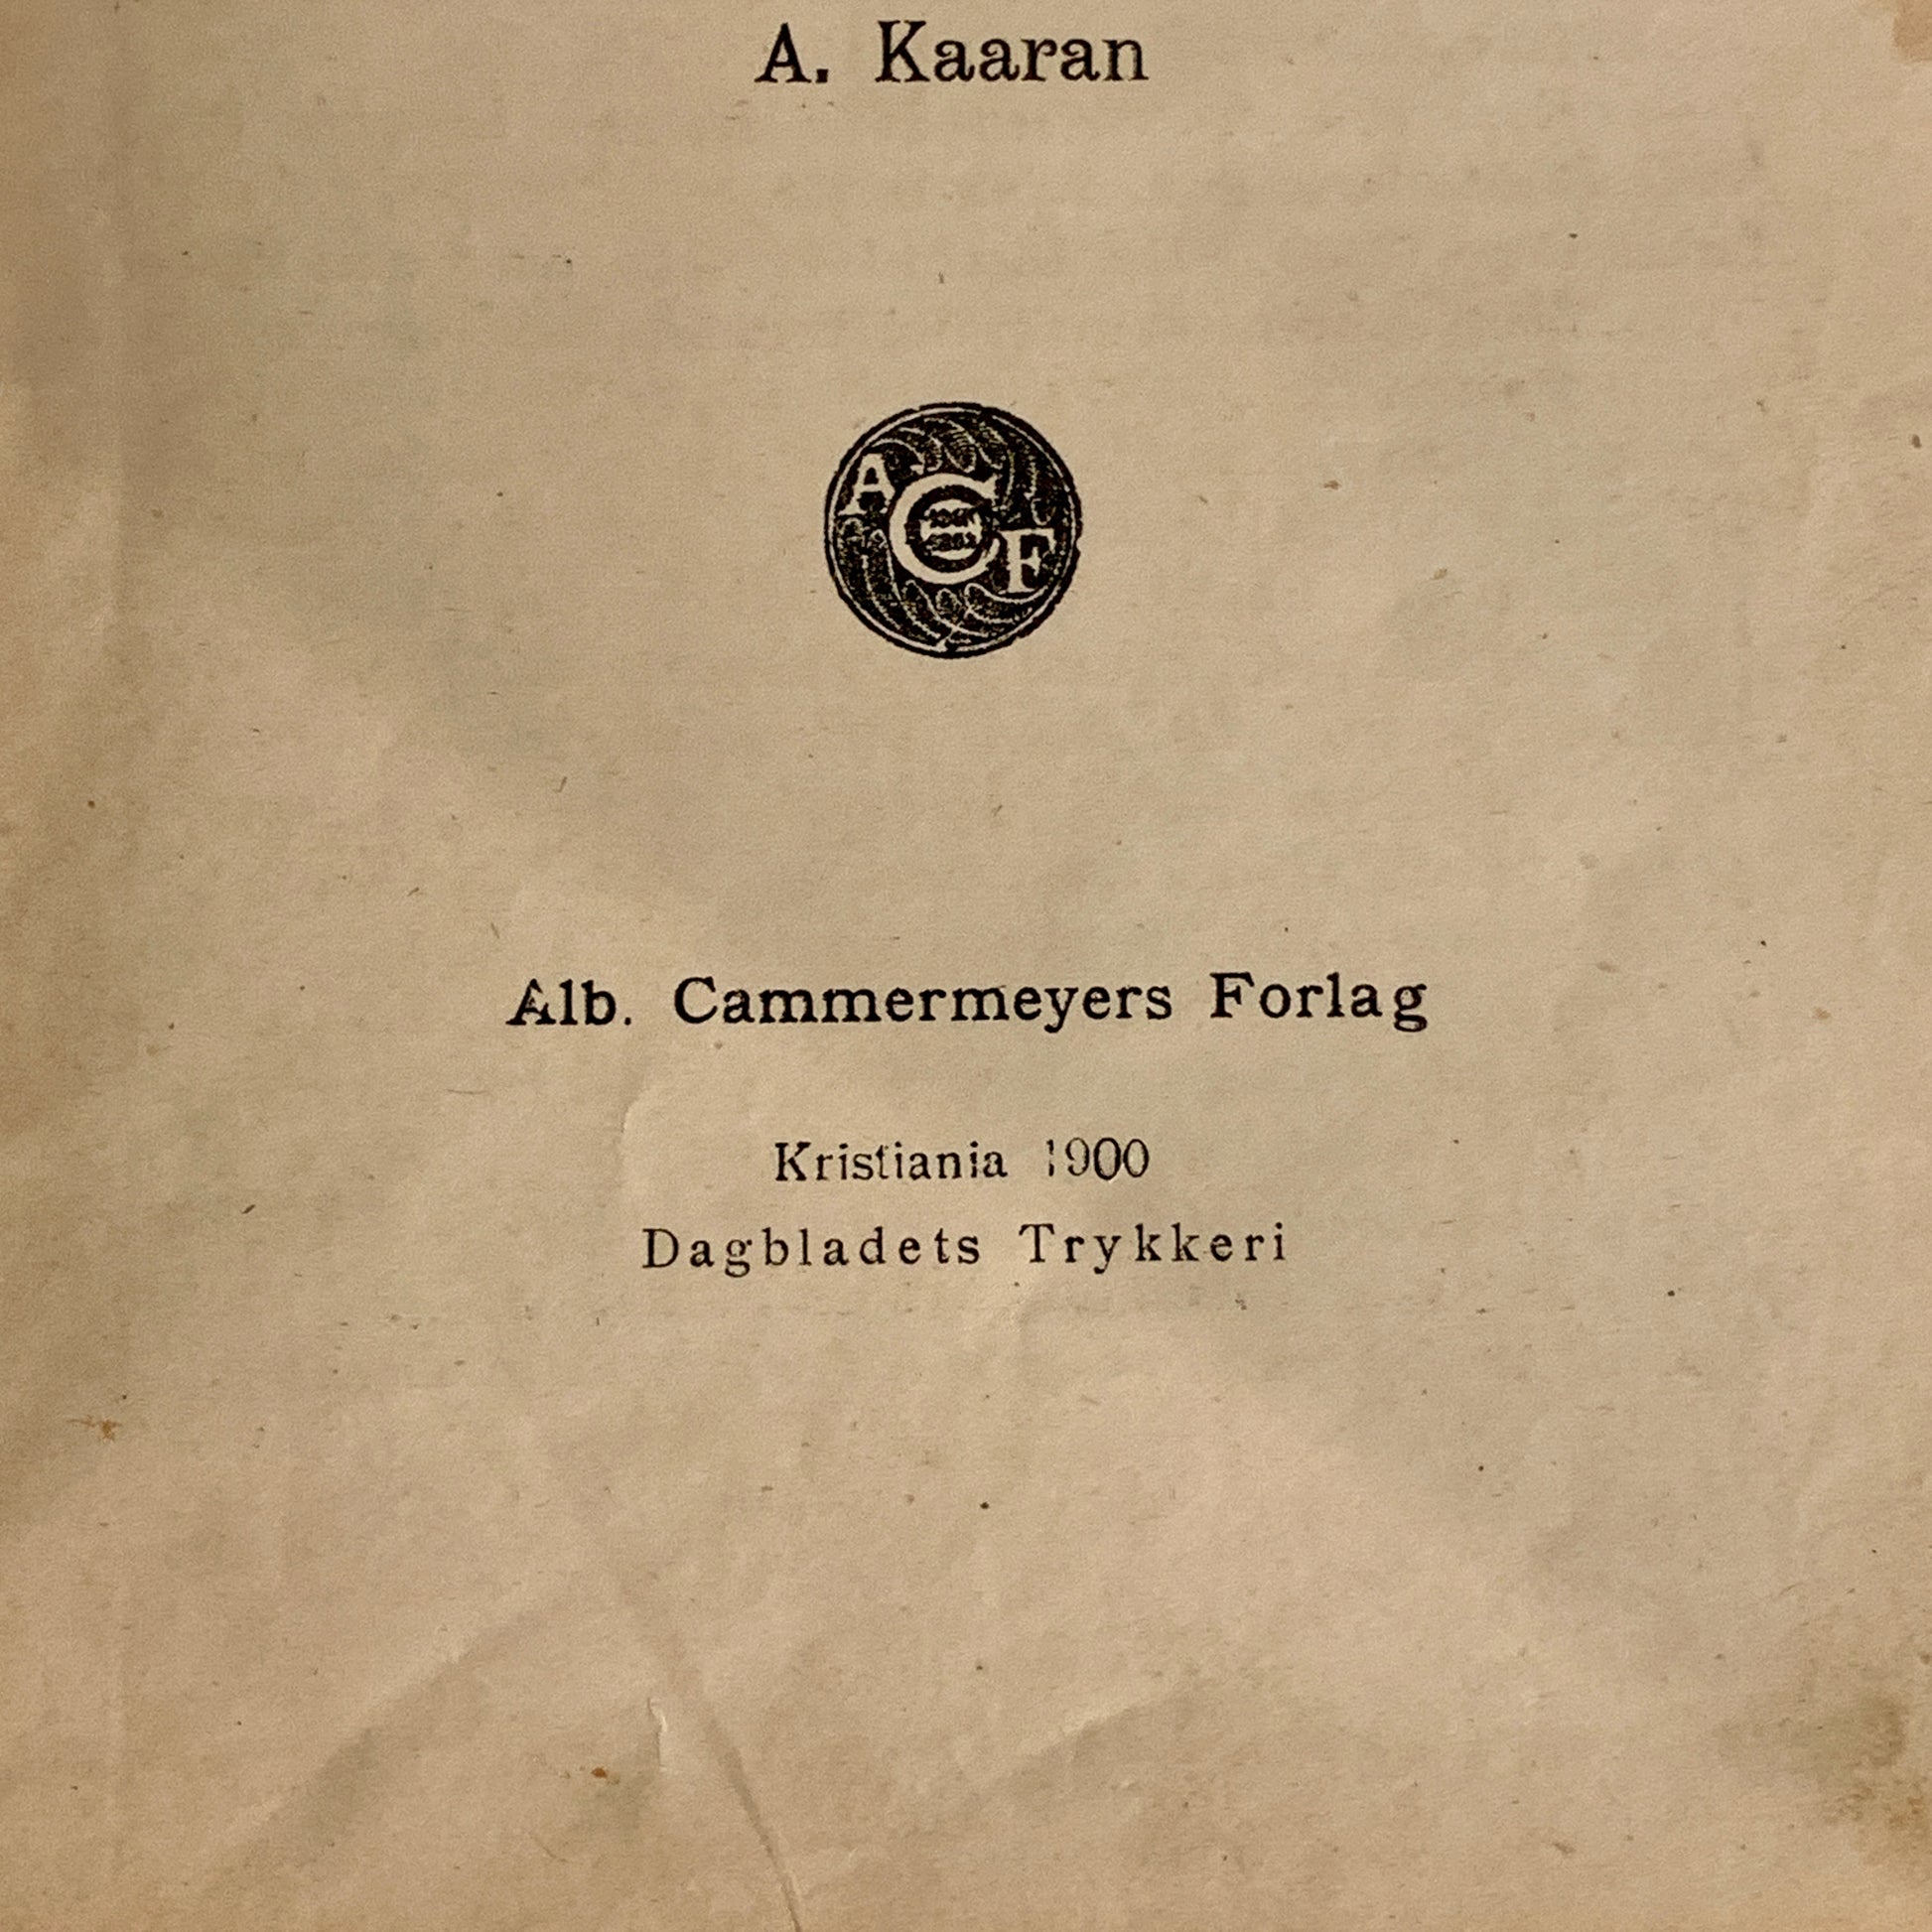 A. Kaaran
A C F
Alb. Cammermeyers Forlag
Kristiania 1900
Dagbladets Trykkeri